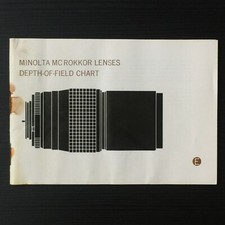 MINOLTA MC ROKKOR LENSES
DEPTH-OF-FIELD CHART
E